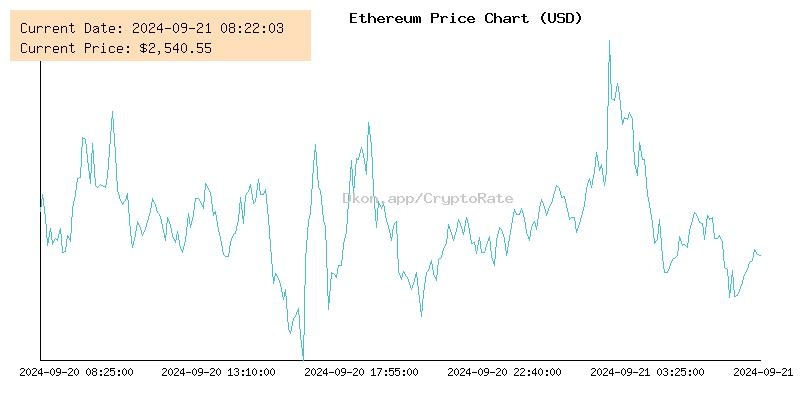 Ethereum Price Chart (USD)
Current Date: 2024-09-21 08:22:03
Current Price: $2,540.55
Dkon.app/CryptoRate
2024-09-20 08:25:00 2024-09-20 13:10:00 2024-09-20 17:55:00 2024-09-20 22:40:00 2024-09-21 03:25:00 2024-09-21